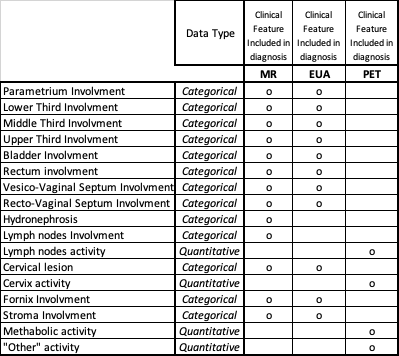 Data Type
Clinical Feature Included in diagnosis
Clinical Feature Included in diagnosis
Clinical Feature Included in diagnosis
MR EUA PET
Parametrium Involvment Categorical o o
Lower Third Involvment Categorical o o
Middle Third Involvment Categorical o o
Upper Third Involvment Categorical o o
Bladder Involvment Categorical o o
Rectum involvment Categorical o o
Vesico-Vaginal Septum Involvment Categorical o o
Recto-Vaginal Septum Involvment Categorical o o
Hydronephrosis Categorical o
Lymph nodes Involvment Categorical o
Lymph nodes activity Quantitative o
Cervical lesion Categorical o o
Cervix activity Quantitative o
Fornix Involvment Categorical o o
Stroma Involvment Categorical o o
Methabolic activity Quantitative o
"Other" activity Quantitative o